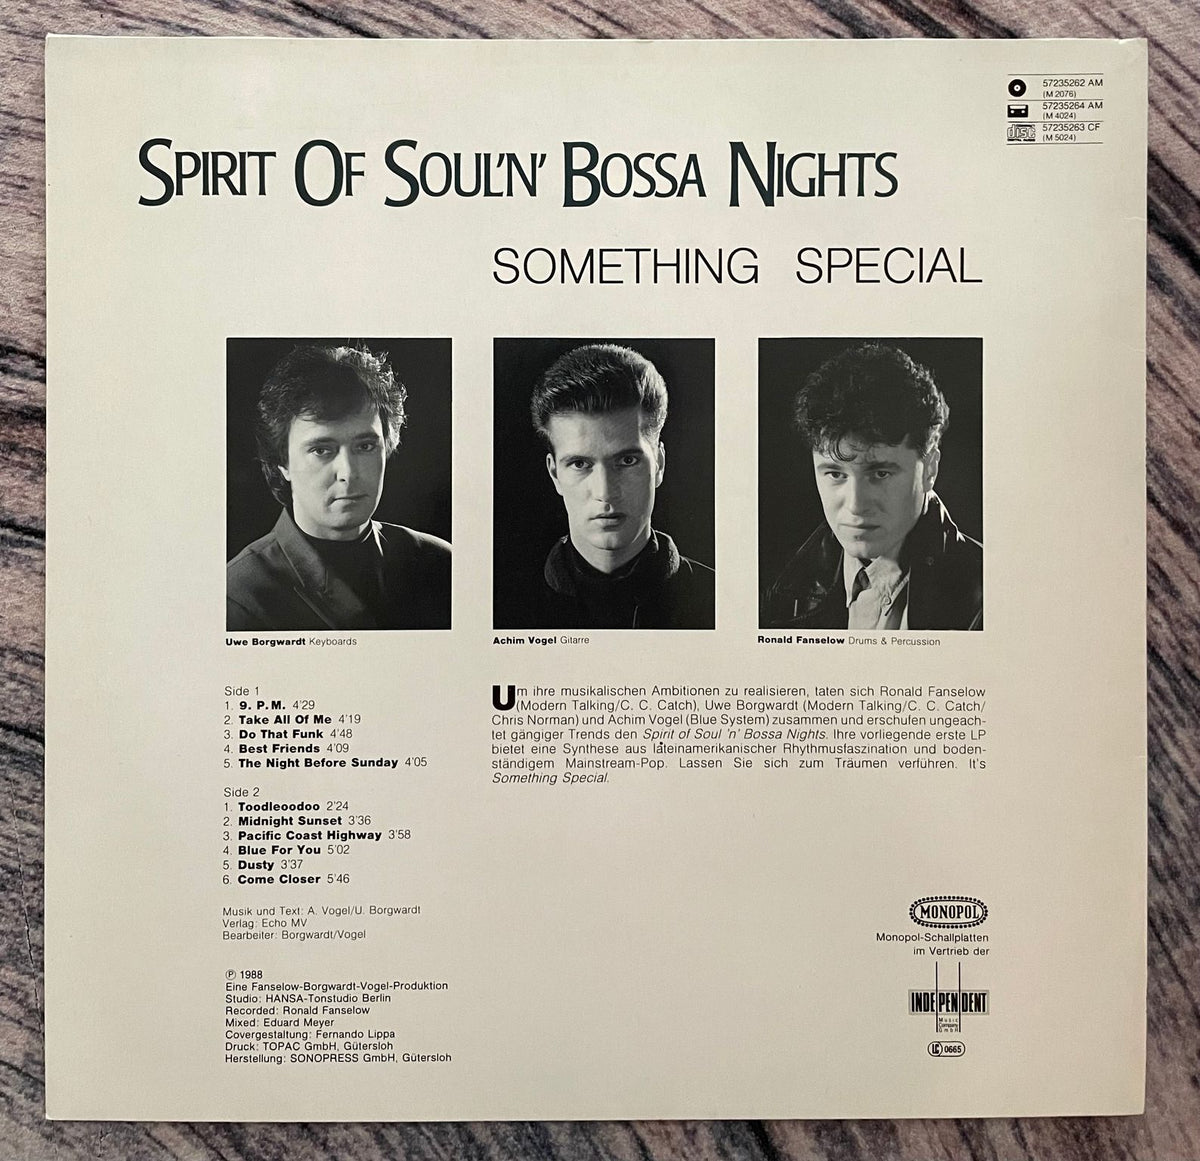 57235262 AM
(M 2076)
57235264 AM
(M 4024)
disc 57235263 CF
(M 5024)
SPIRIT OF SOUL'N' BOSSA NIGHTS
SOMETHING SPECIAL
Uwe Borgwardt Keyboards
Achim Vogel Gitarre
Ronald Fanselow Drums & Percussion
Side 1
1. 9. P. M. 4'29
2. Take All Of Me 4'19
3. Do That Funk 4'48
4. Best Friends 4'09
5. The Night Before Sunday 4'05
Side 2
1. Toodleoodoo 2'24
2. Midnight Sunset 3'36
3. Pacific Coast Highway 3'58
4. Blue For You 5'02
5. Dusty 3'37
6. Come Closer 5'46
Musik und Text: A. Vogel/U. Borgwardt
Verlag: Echo MV
Bearbeiter: Borgwardt/Vogel
℗ 1988
Eine Fanselow-Borgwardt-Vogel-Produktion
Studio: HANSA-Tonstudio Berlin
Recorded: Ronald Fanselow
Mixed: Eduard Meyer
Covergestaltung: Fernando Lippa
Druck: TOPAC GmbH, Gütersloh
Herstellung: SONOPRESS GmbH, Gütersloh
Um ihre musikalischen Ambitionen zu realisieren, taten sich Ronald Fanselow
(Modern Talking/C. C. Catch), Uwe Borgwardt (Modern Talking/C. C. Catch/
Chris Norman) und Achim Vogel (Blue System) zusammen und erschufen ungeach-
tet gängiger Trends den Spirit of Soul 'n' Bossa Nights. Ihre vorliegende erste LP
bietet eine Synthese aus lateinamerikanischer Rhythmusfaszination und boden-
ständigem Mainstream-Pop. Lassen Sie sich zum Träumen verführen. It's
Something Special.
MONOPOL
Monopol-Schallplatten
im Vertrieb der
INDEPENDENT
Music
Company
GmbH
LC 0665